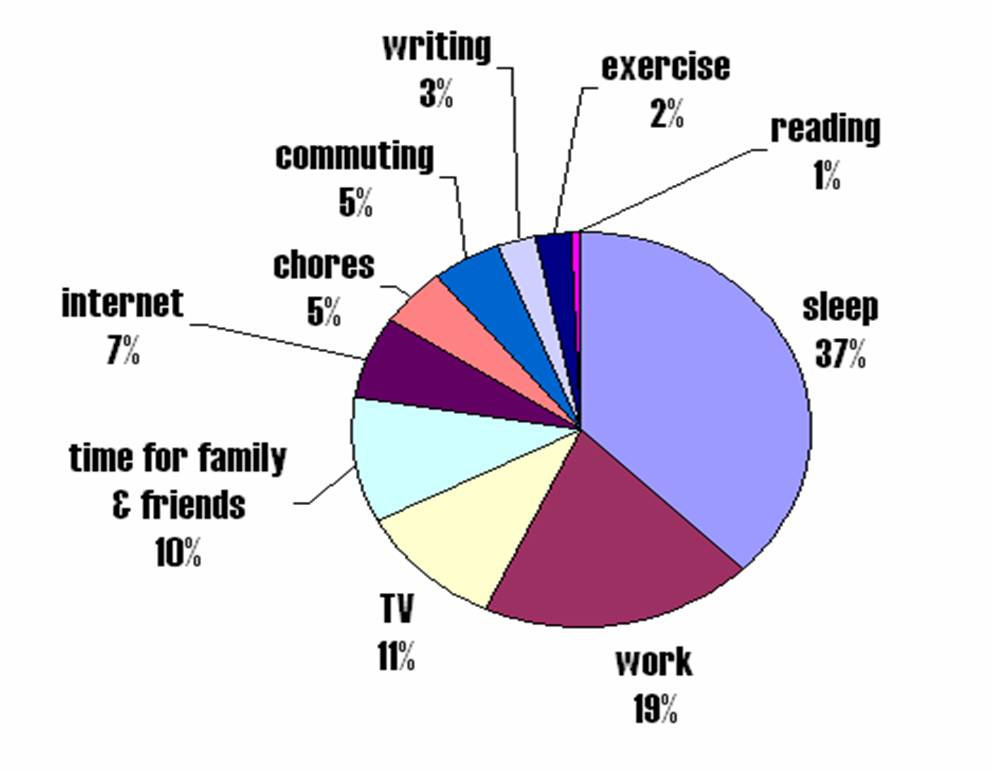 writing
3%
exercise
2%
reading
1%
commuting
5%
chores
5%
internet
7%
sleep
37%
time for family
& friends
10%
TV
11%
work
19%